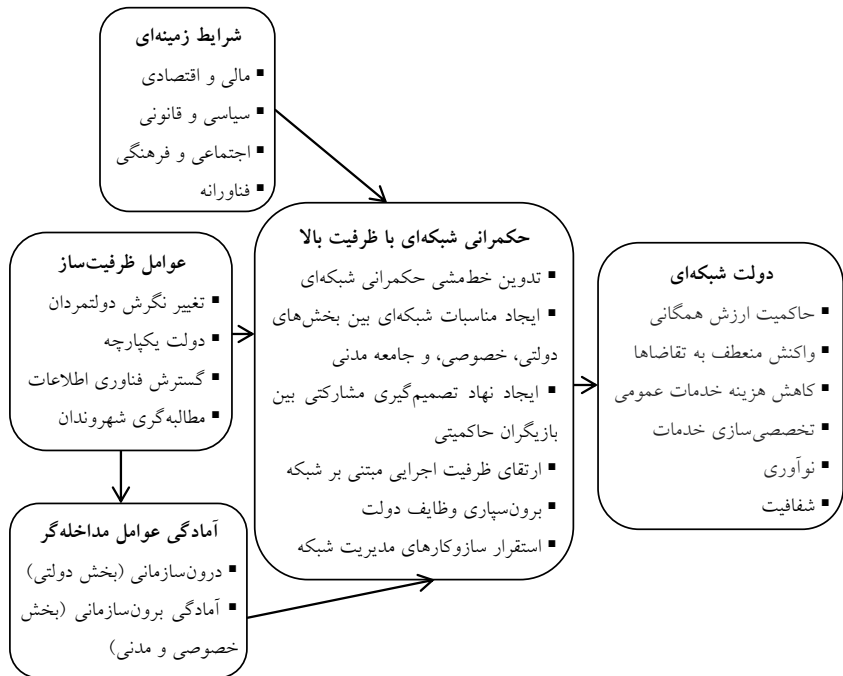 شرایط زمینه‌ای
▪ مالی و اقتصادی
▪ سیاسی و قانونی
▪ اجتماعی و فرهنگی
▪ فناورانه
عوامل ظرفیت‌ساز
▪ تغییر نگرش دولتمردان
▪ دولت یکپارچه
▪ گسترش فناوری اطلاعات
▪ مطالبه‌گری شهروندان
آمادگی عوامل مداخله‌گر
▪ درون‌سازمانی (بخش دولتی)
▪ آمادگی برون‌سازمانی (بخش
خصوصی و مدنی)
حکمرانی شبکه‌ای با ظرفیت بالا
▪ تدوین خط‌مشی حکمرانی شبکه‌ای
▪ ایجاد مناسبات شبکه‌ای بین بخش‌های
دولتی، خصوصی، و جامعه مدنی
▪ ایجاد نهاد تصمیم‌گیری مشارکتی بین
بازیگران حاکمیتی
▪ ارتقای ظرفیت اجرایی مبتنی بر شبکه
▪ برون‌سپاری وظایف دولت
▪ استقرار سازوکارهای مدیریت شبکه
دولت شبکه‌ای
▪ حاکمیت ارزش همگانی
▪ واکنش منعطف به تقاضاها
▪ کاهش هزینه خدمات عمومی
▪ تخصصی‌سازی خدمات
▪ نوآوری
▪ شفافیت